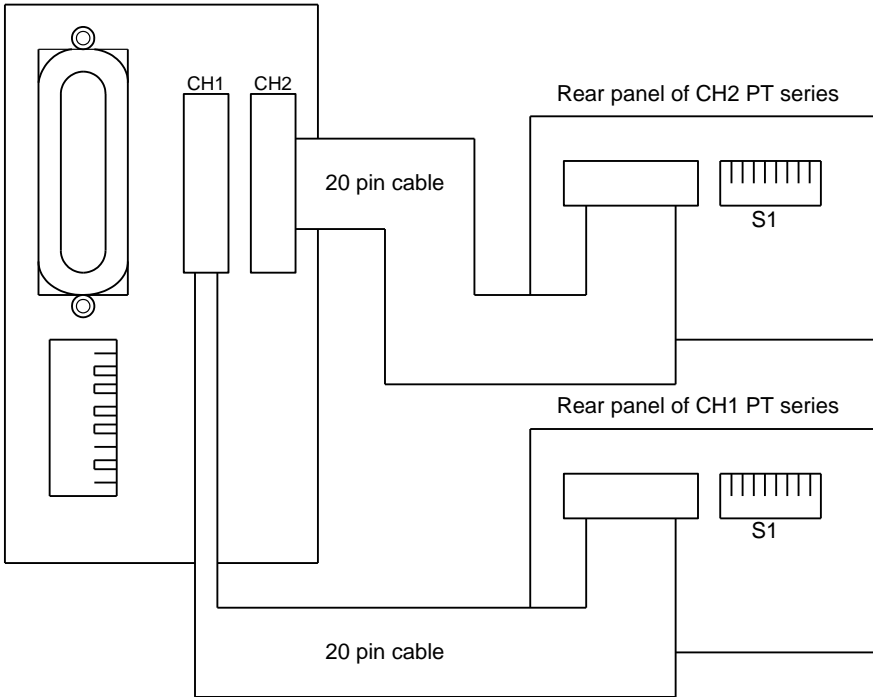 CH1
CH2
Rear panel of CH2 PT series
20 pin cable
S1
Rear panel of CH1 PT series
S1
20 pin cable